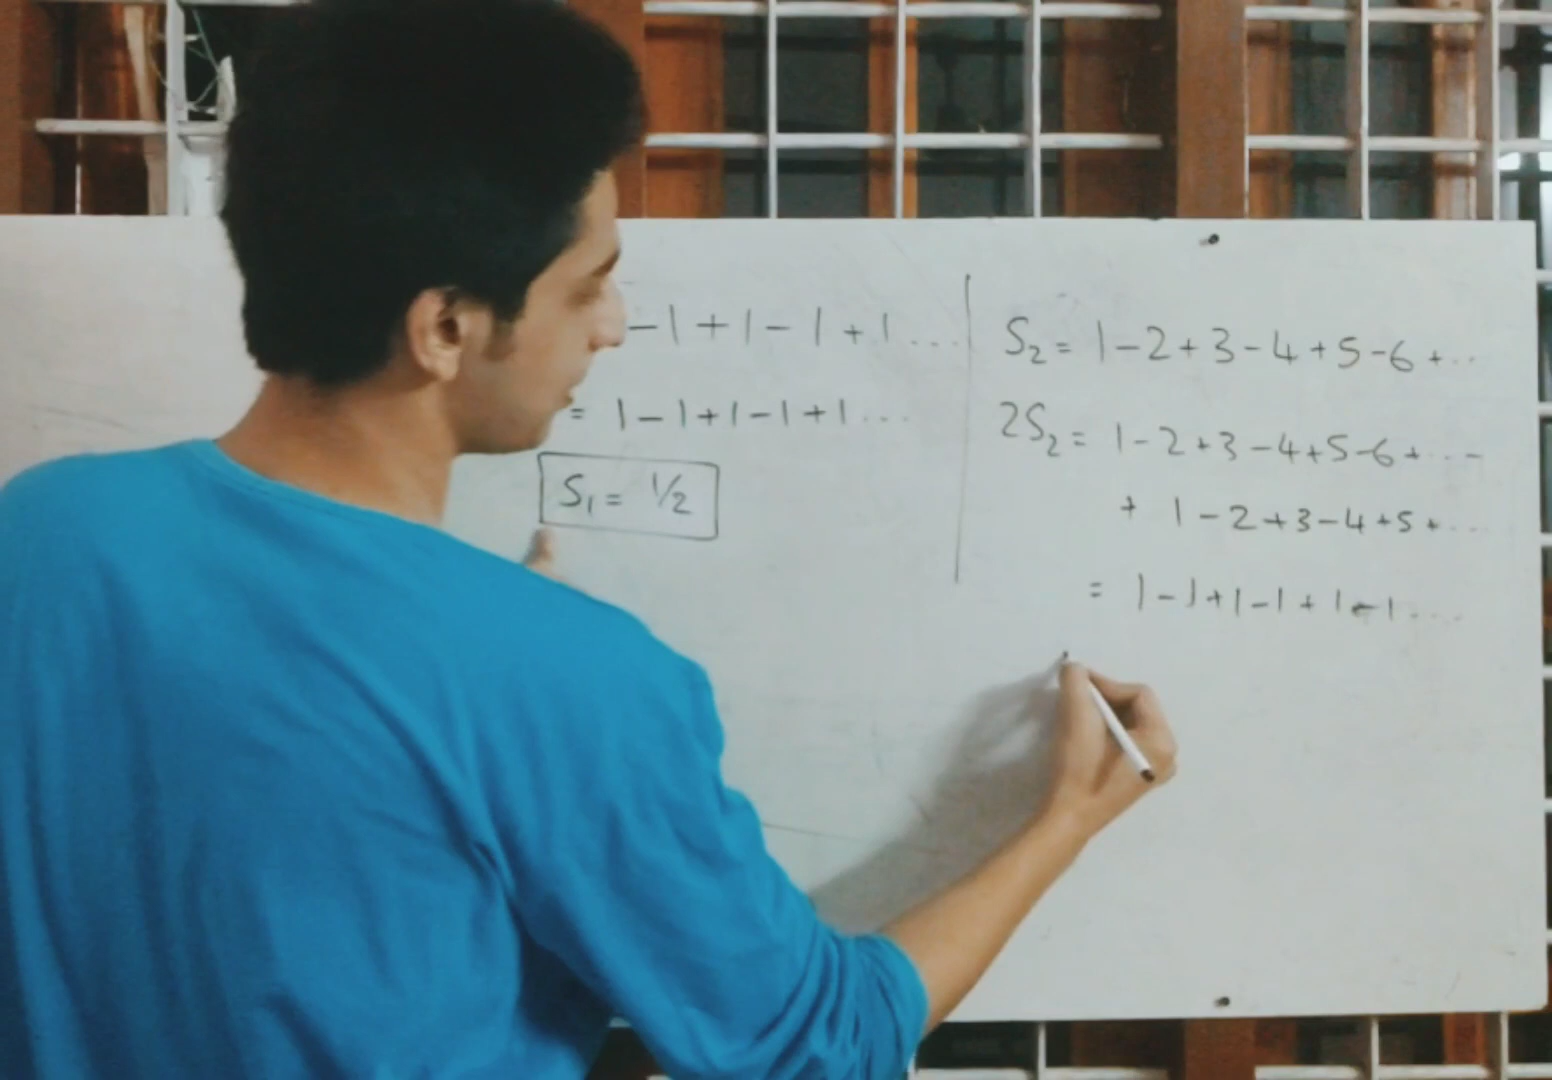 -1+1-1+1....
= 1-1+1-1+1...
S₁= 1/2
S₂= 1-2+3-4+5-6+...
2S₂= 1-2+3-4+5-6+...-
+ 1-2+3-4+5+....
= 1-1+1-1+1-1....